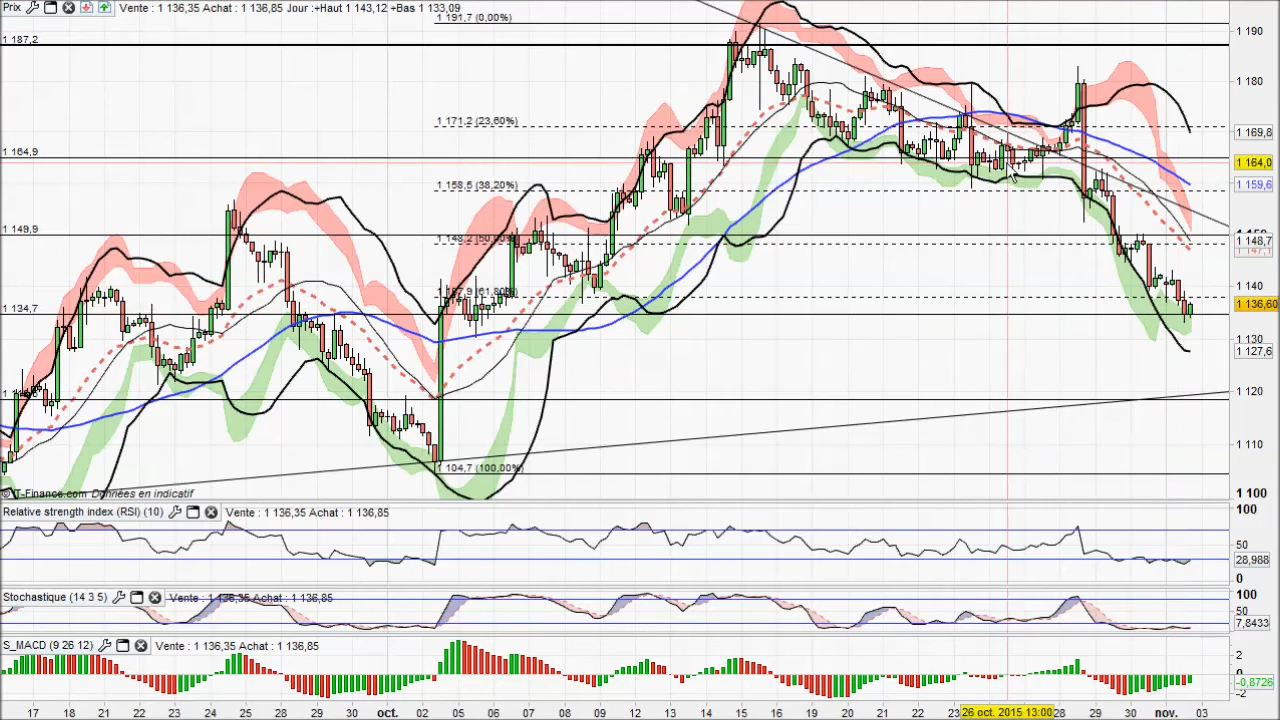 Prix Vente : 1 136,35 Achat : 1 136,85 Jour :+Haut 1 143,12 +Bas 1 133,09
1 191,7 (0,00%)
1 190
1 187,2
1 180
1 171,2 (23,60%)
1 169,8
1 164,9
1 164,0
1 158,5 (38,20%)
1 159,6
1 149,9
1 148,2 (50,00%)
1 148,7
1 147,1
1 140
(61,80%)
1 136,60
1 134,7
1 130
1 127,6
1 120
1 110
1 104,7 (100,00%)
© IT-Finance.com Données en indicatif
1 100
Relative strength index (RSI) (10) Vente : 1 136,35 Achat : 1 136,85
100
50
28,988
0
Stochastique (14 3 5) Vente : 1 136,35 Achat : 1 136,85
100
50
7,8433
S_MACD (9 26 12) Vente : 1 136,35 Achat : 1 136,85
2
0
-0,8726
-2
17 18 21 22 23 24 25 28 29 30 oct. 02 05 06 07 08 09 12 13 14 15 16 19 20 21 22 23 26 oct. 2015 13:00 28 29 30 nov. 03